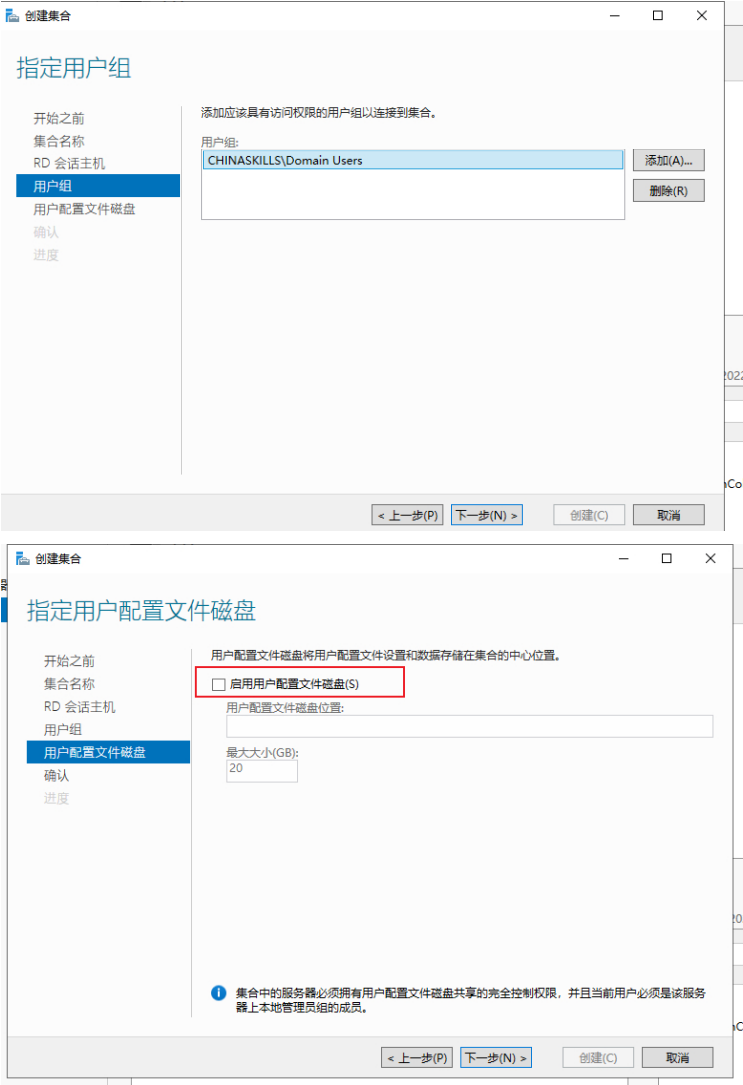 创建集合
指定用户组
开始之前
集合名称
RD 会话主机
用户组
用户配置文件磁盘
确认
进度
添加应该具有访问权限的用户组以连接到集合。
用户组:
CHINASKILLS\Domain Users
添加(A)...
删除(R)
2022
nCo
< 上一步(P)
下一步(N) >
创建(C)
取消
创建集合
器
指定用户配置文件磁盘
开始之前
集合名称
RD 会话主机
用户组
用户配置文件磁盘
确认
进度
用户配置文件磁盘将用户配置文件设置和数据存储在集合的中心位置。
启用用户配置文件磁盘(S)
用户配置文件磁盘位置:
最大大小(GB):
20
集合中的服务器必须拥有用户配置文件磁盘共享的完全控制权限，并且当前用户必须是该服务
器上本地管理员组的成员。
< 上一步(P)
下一步(N) >
创建(C)
取消